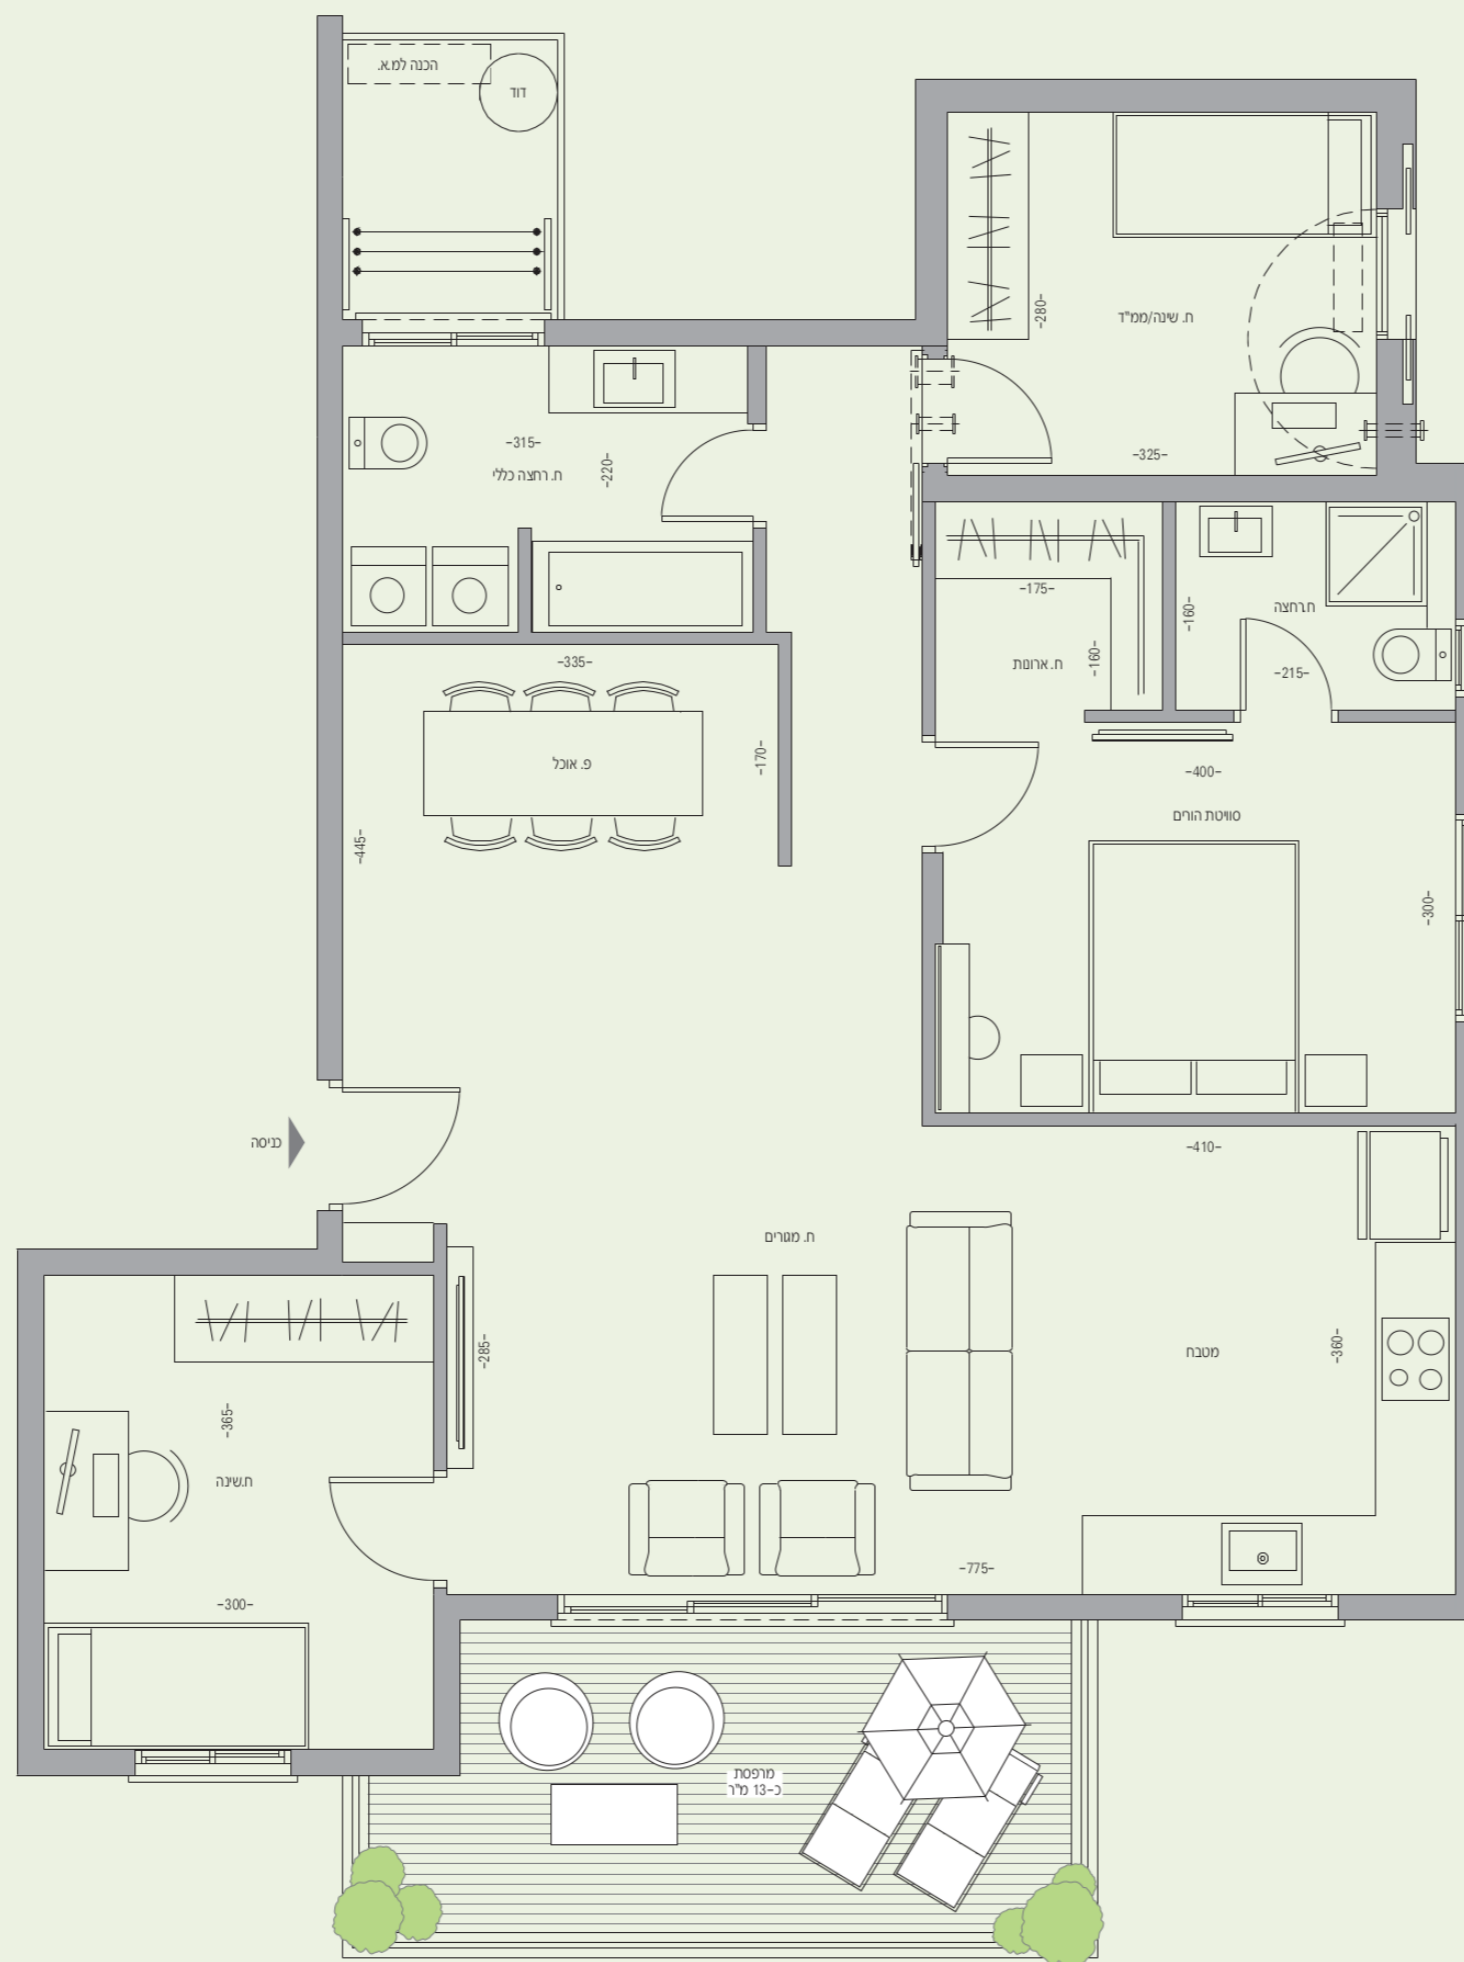 הכנה למ.א.
דוד
-280-
ח. שינה/ממ"ד
-325-
-315-
ח. רחצה כללי
-220-
-175-
ח. ארונות
-160-
-160-
ח.רחצה
-215-
-335-
פ. אוכל
-170-
-445-
-400-
סוויטת הורים
-300-
כניסה
-410-
ח. מגורים
-285-
מטבח
-360-
-365-
ח.שינה
-300-
-775-
מרפסת
כ-13 מ"ר